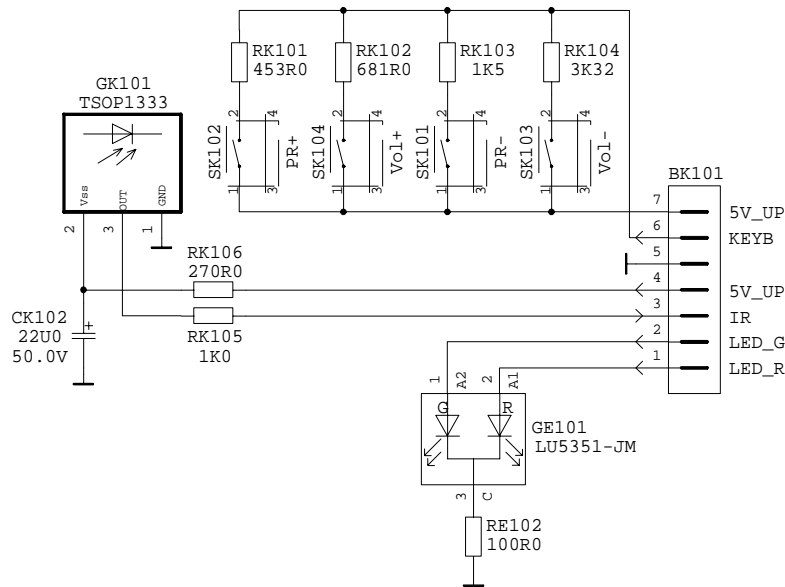 RK101
453R0
RK102
681R0
RK103
1K5
RK104
3K32
GK101
TSOP1333
Vss
OUT
GND
2
3
1
2
4
SK102
PR+
1
3
2
4
SK104
Vol+
1
3
2
4
SK101
PR-
1
3
2
4
SK103
Vol-
1
3
BK101
7
5V_UP
6
KEYB
5
4
5V_UP
3
IR
2
LED_G
1
LED_R
RK106
270R0
RK105
1K0
CK102
22U0
50.0V
+
1
A2
2
A1
G
R
GE101
LU5351-JM
3
C
RE102
100R0